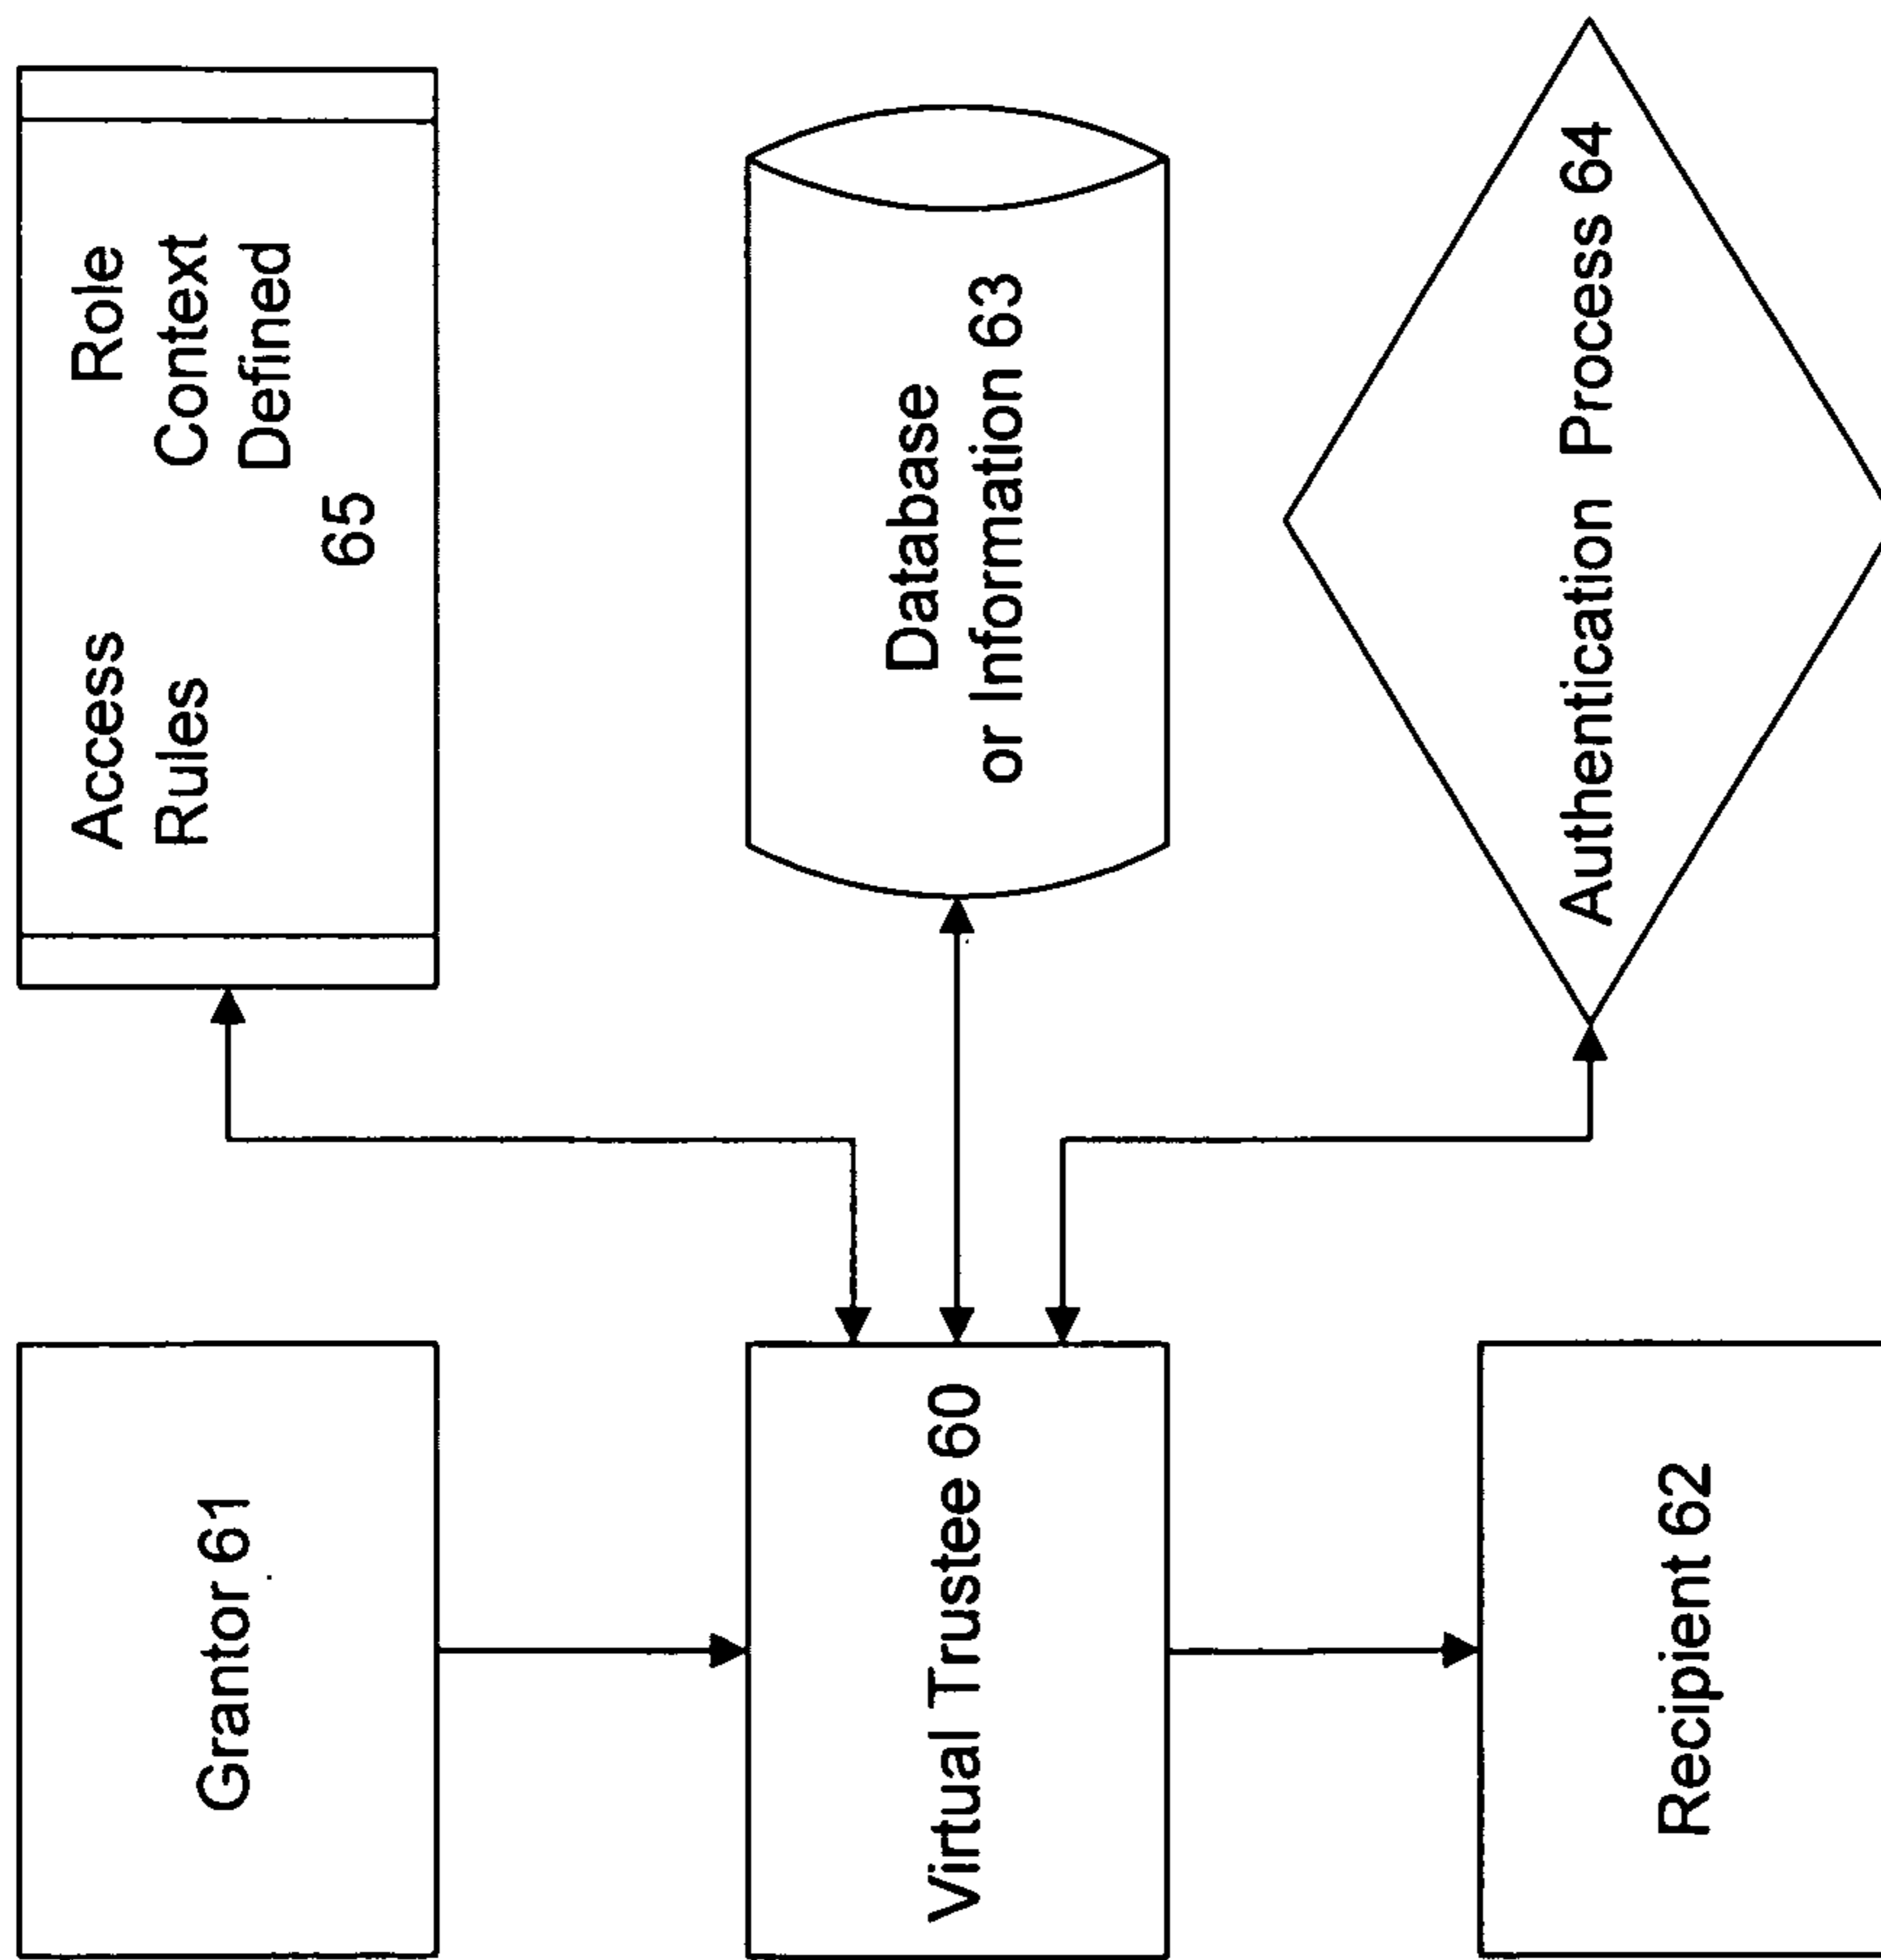 Access Role
Rules Context
Defined
65
Database
or Information 63
Authentication Process 64
Grantor 61
Virtual Trustee 60
Recipient 62